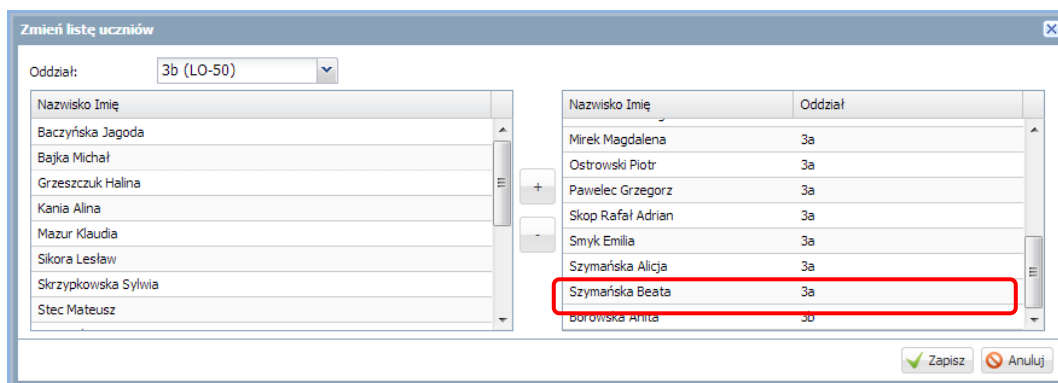 Zmień listę uczniów
Oddział: 3b (LO-50)
Nazwisko Imię
Baczyńska Jagoda
Bajka Michał
Grzeszczuk Halina
Kania Alina
Mazur Klaudia
Sikora Lesław
Skrzypkowska Sylwia
Stec Mateusz
+
-
Nazwisko Imię Oddział
Mirek Magdalena 3a
Ostrowski Piotr 3a
Pawelec Grzegorz 3a
Skop Rafał Adrian 3a
Smyk Emilia 3a
Szymańska Alicja 3a
Szymańska Beata 3a
Borowska Anita 3b
Zapisz Anuluj